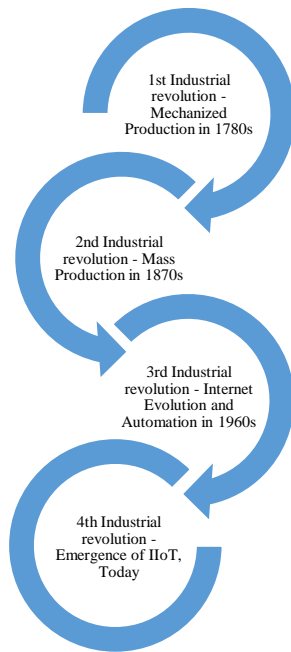 1st Industrial
revolution -
Mechanized
Production in 1780s
2nd Industrial
revolution - Mass
Production in 1870s
3rd Industrial
revolution - Internet
Evolution and
Automation in 1960s
4th Industrial
revolution -
Emergence of IIoT,
Today